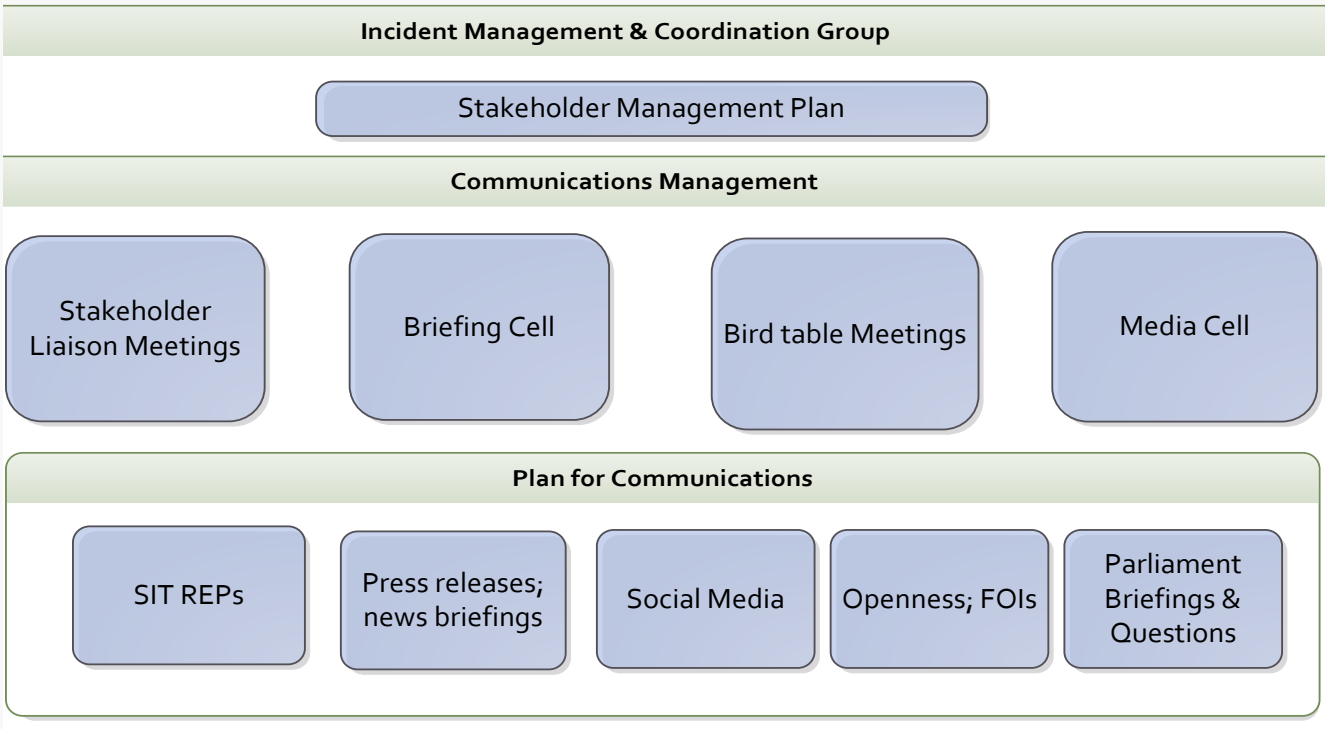 Incident Management & Coordination Group
Stakeholder Management Plan
Communications Management
Stakeholder
Liaison Meetings
Briefing Cell
Bird table Meetings
Media Cell
Plan for Communications
SIT REPs
Press releases;
news briefings
Social Media
Openness; FOIs
Parliament
Briefings &
Questions